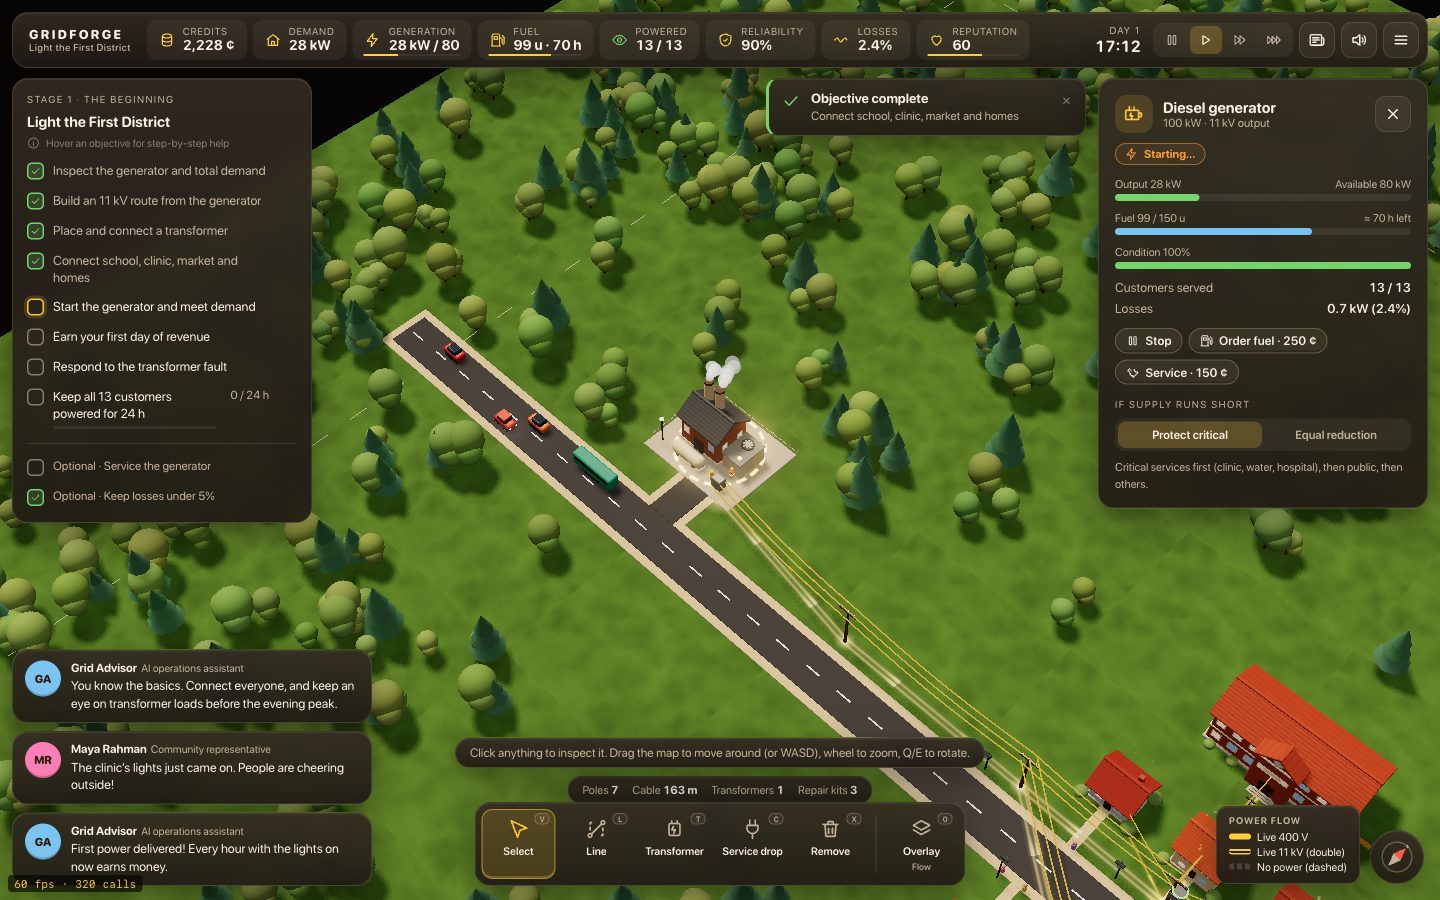 GRIDFORGE
Light the First District
CREDITS
2,228 ¢
DEMAND
28 kW
GENERATION
28 kW / 80
FUEL
99 u · 70 h
POWERED
13 / 13
RELIABILITY
90%
LOSSES
2.4%
REPUTATION
60
DAY 1
17:12
STAGE 1 · THE BEGINNING
Light the First District
Hover an objective for step-by-step help
Inspect the generator and total demand
Build an 11 kV route from the generator
Place and connect a transformer
Connect school, clinic, market and
homes
Start the generator and meet demand
Earn your first day of revenue
Respond to the transformer fault
Keep all 13 customers
powered for 24 h
0 / 24 h
Optional · Service the generator
Optional · Keep losses under 5%
Objective complete
Connect school, clinic, market and homes
Diesel generator
100 kW · 11 kV output
Starting...
Output 28 kW
Available 80 kW
Fuel 99 / 150 u
≈ 70 h left
Condition 100%
Customers served
13 / 13
Losses
0.7 kW (2.4%)
Stop
Order fuel · 250 ¢
Service · 150 ¢
IF SUPPLY RUNS SHORT
Protect critical
Equal reduction
Critical services first (clinic, water, hospital), then public, then
others.
GA
Grid Advisor AI operations assistant
You know the basics. Connect everyone, and keep an
eye on transformer loads before the evening peak.
MR
Maya Rahman Community representative
The clinic's lights just came on. People are cheering
outside!
GA
Grid Advisor AI operations assistant
First power delivered! Every hour with the lights on
now earns money.
60 fps · 320 calls
Click anything to inspect it. Drag the map to move around (or WASD), wheel to zoom, Q/E to rotate.
Poles 7
Cable 163 m
Transformers 1
Repair kits 3
V
Select
L
Line
T
Transformer
C
Service drop
X
Remove
O
Overlay
Flow
POWER FLOW
Live 400 V
Live 11 kV (double)
No power (dashed)